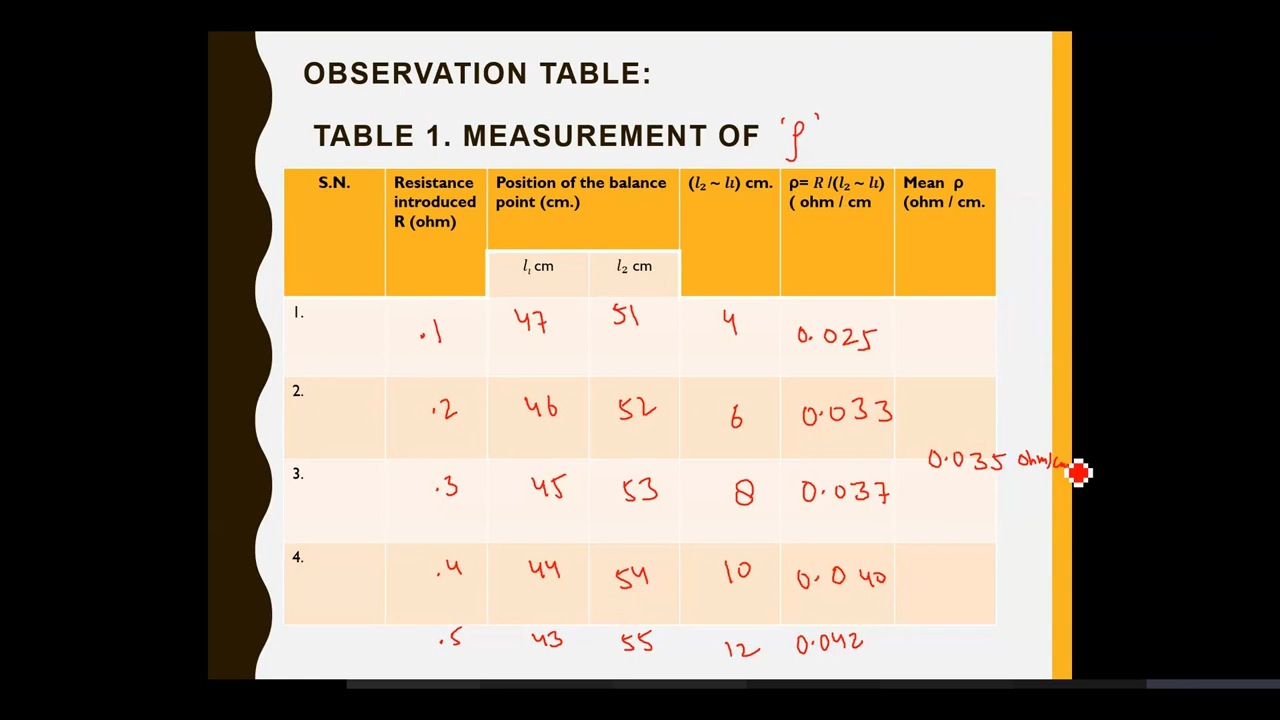 OBSERVATION TABLE:
TABLE 1. MEASUREMENT OF 'ρ'
S.N. Resistance introduced R (ohm) Position of the balance point (cm.) (l₂ ~ l₁) cm. ρ= R /(l₂ ~ l₁) ( ohm / cm Mean ρ (ohm / cm.
l₁ cm l₂ cm
1. .1 47 51 4 0.025
2. .2 46 52 6 0.033
0.035 ohm/cm
3. .3 45 53 8 0.037
4. .4 44 54 10 0.040
.5 43 55 12 0.042